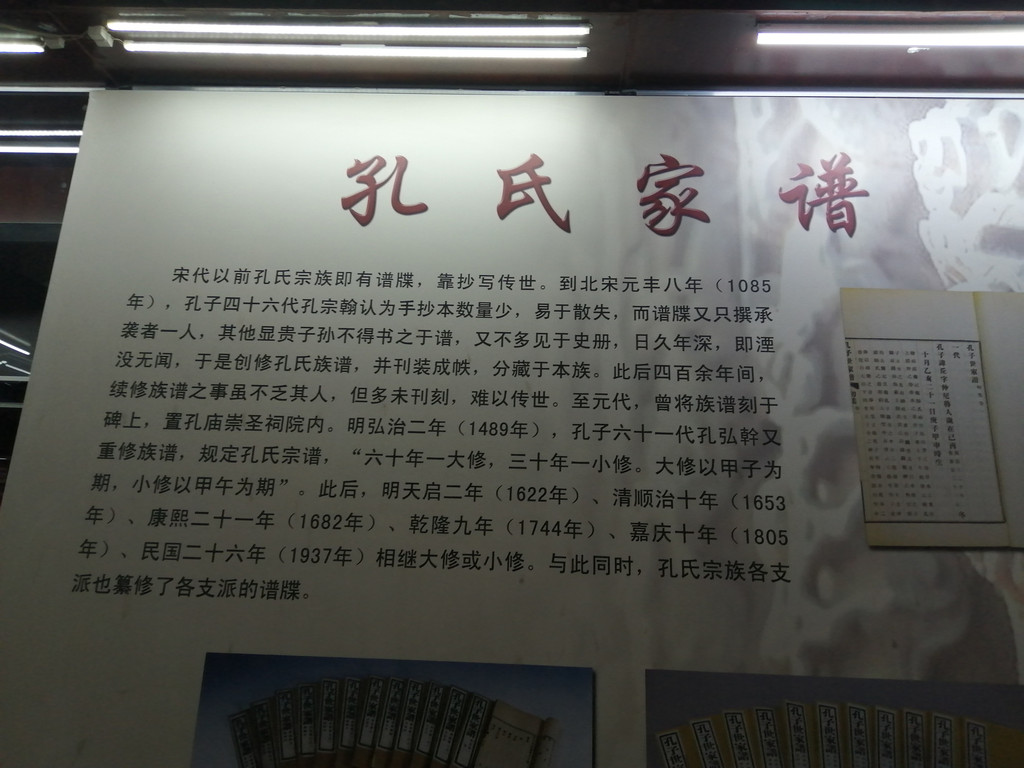 孔氏家谱
宋代以前孔氏宗族即有谱牒，靠抄写传世。到北宋元丰八年（1085
年），孔子四十六代孔宗翰认为手抄本数量少，易于散失，而谱牒又只撰承
袭者一人，其他显贵子孙不得书之于谱，又不多见于史册，日久年深，即湮
没无闻，于是创修孔氏族谱，并刊装成帙，分藏于本族。此后四百余年间，
续修族谱之事虽不乏其人，但多未刊刻，难以传世。至元代，曾将族谱刻于
碑上，置孔庙崇圣祠院内。明弘治二年（1489年），孔子六十一代孔弘幹又
重修族谱，规定孔氏宗谱，“六十年一大修，三十年一小修。大修以甲子为
期，小修以甲午为期”。此后，明天启二年（1622年）、清顺治十年（1653
年）、康熙二十一年（1682年）、乾隆九年（1744年）、嘉庆十年（1805
年）、民国二十六年（1937年）相继大修或小修。与此同时，孔氏宗族各支
派也纂修了各支派的谱牒。
孔子世家譜
一代